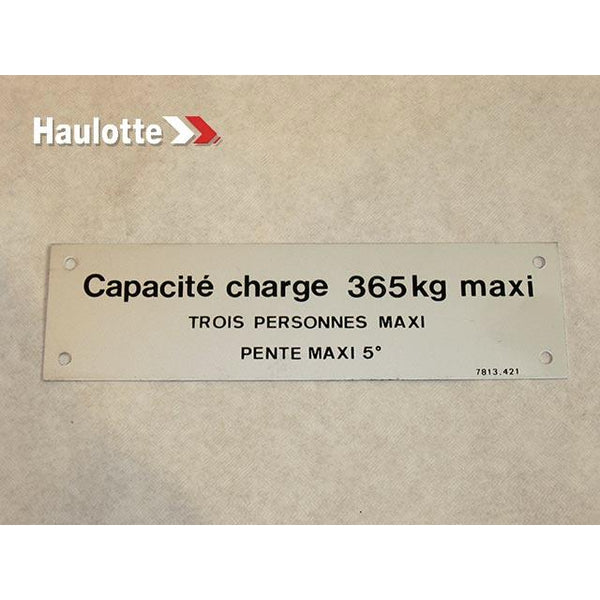 Haulotte
Capacité charge 365kg maxi
TROIS PERSONNES MAXI
PENTE MAXI 5°
7813.421